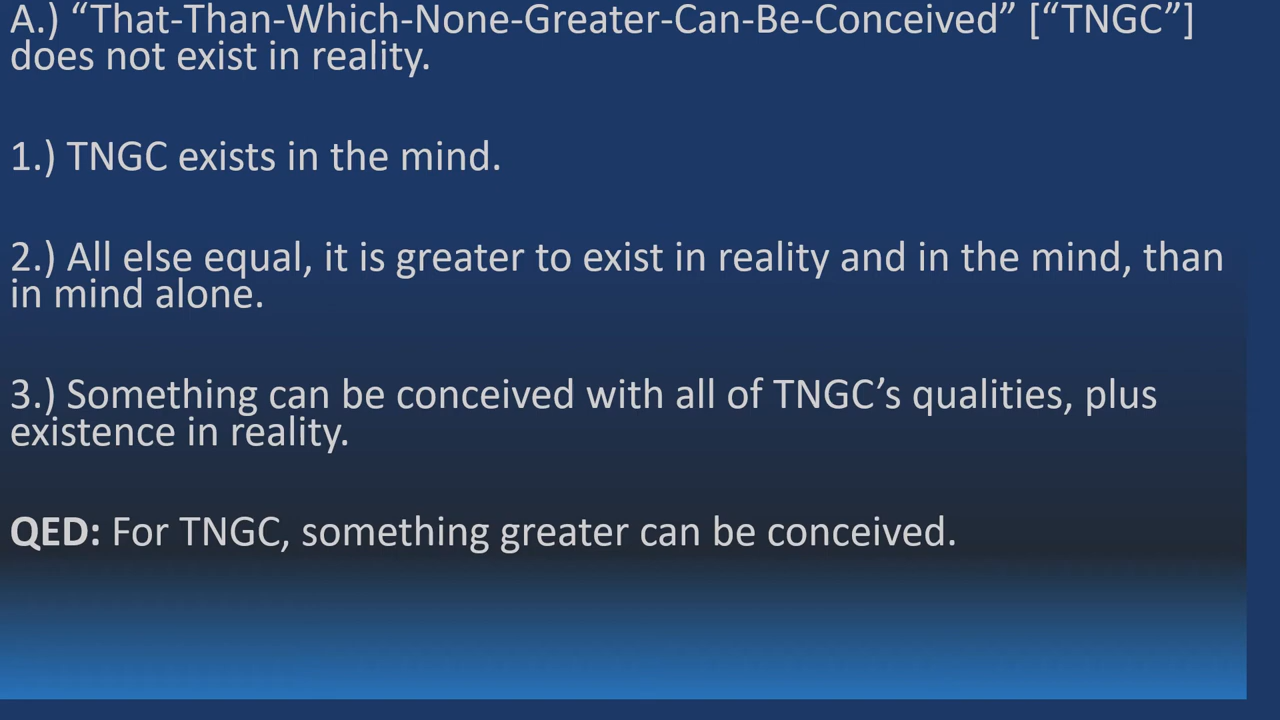 A.) “That-Than-Which-None-Greater-Can-Be-Conceived” [“TNGC”]
does not exist in reality.
1.) TNGC exists in the mind.
2.) All else equal, it is greater to exist in reality and in the mind, than
in mind alone.
3.) Something can be conceived with all of TNGC’s qualities, plus
existence in reality.
QED: For TNGC, something greater can be conceived.